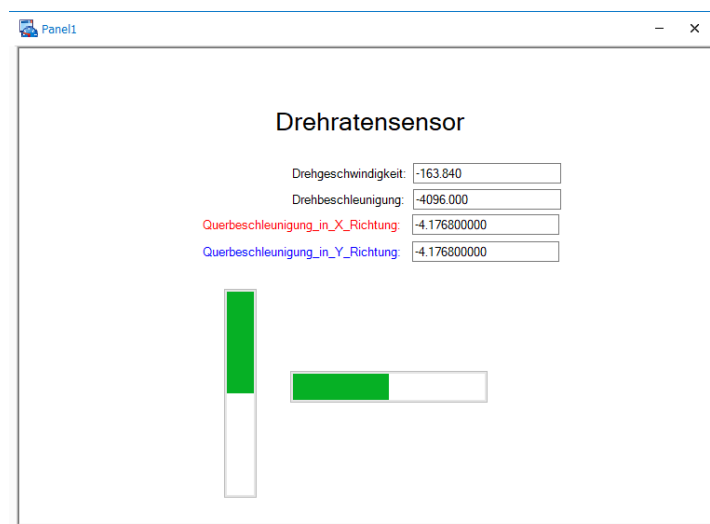 Panel1
Drehratensensor
Drehgeschwindigkeit: -163.840
Drehbeschleunigung: -4096.000
Querbeschleunigung_in_X_Richtung: -4.176800000
Querbeschleunigung_in_Y_Richtung: -4.176800000